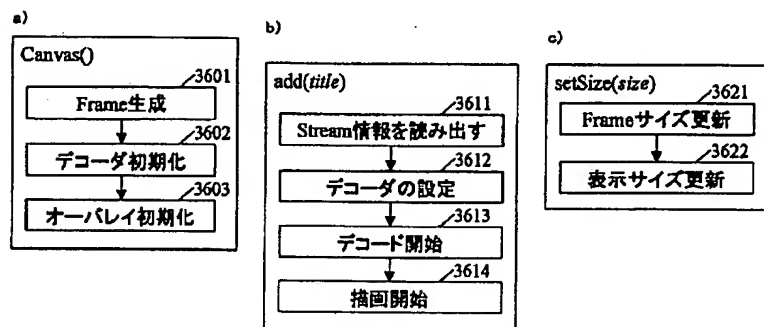 a)
Canvas()
3601
Frame生成
3602
デコーダ初期化
3603
オーバレイ初期化
b)
add(title)
3611
Stream情報を読み出す
3612
デコーダの設定
3613
デコード開始
3614
描画開始
c)
setSize(size)
3621
Frameサイズ更新
3622
表示サイズ更新